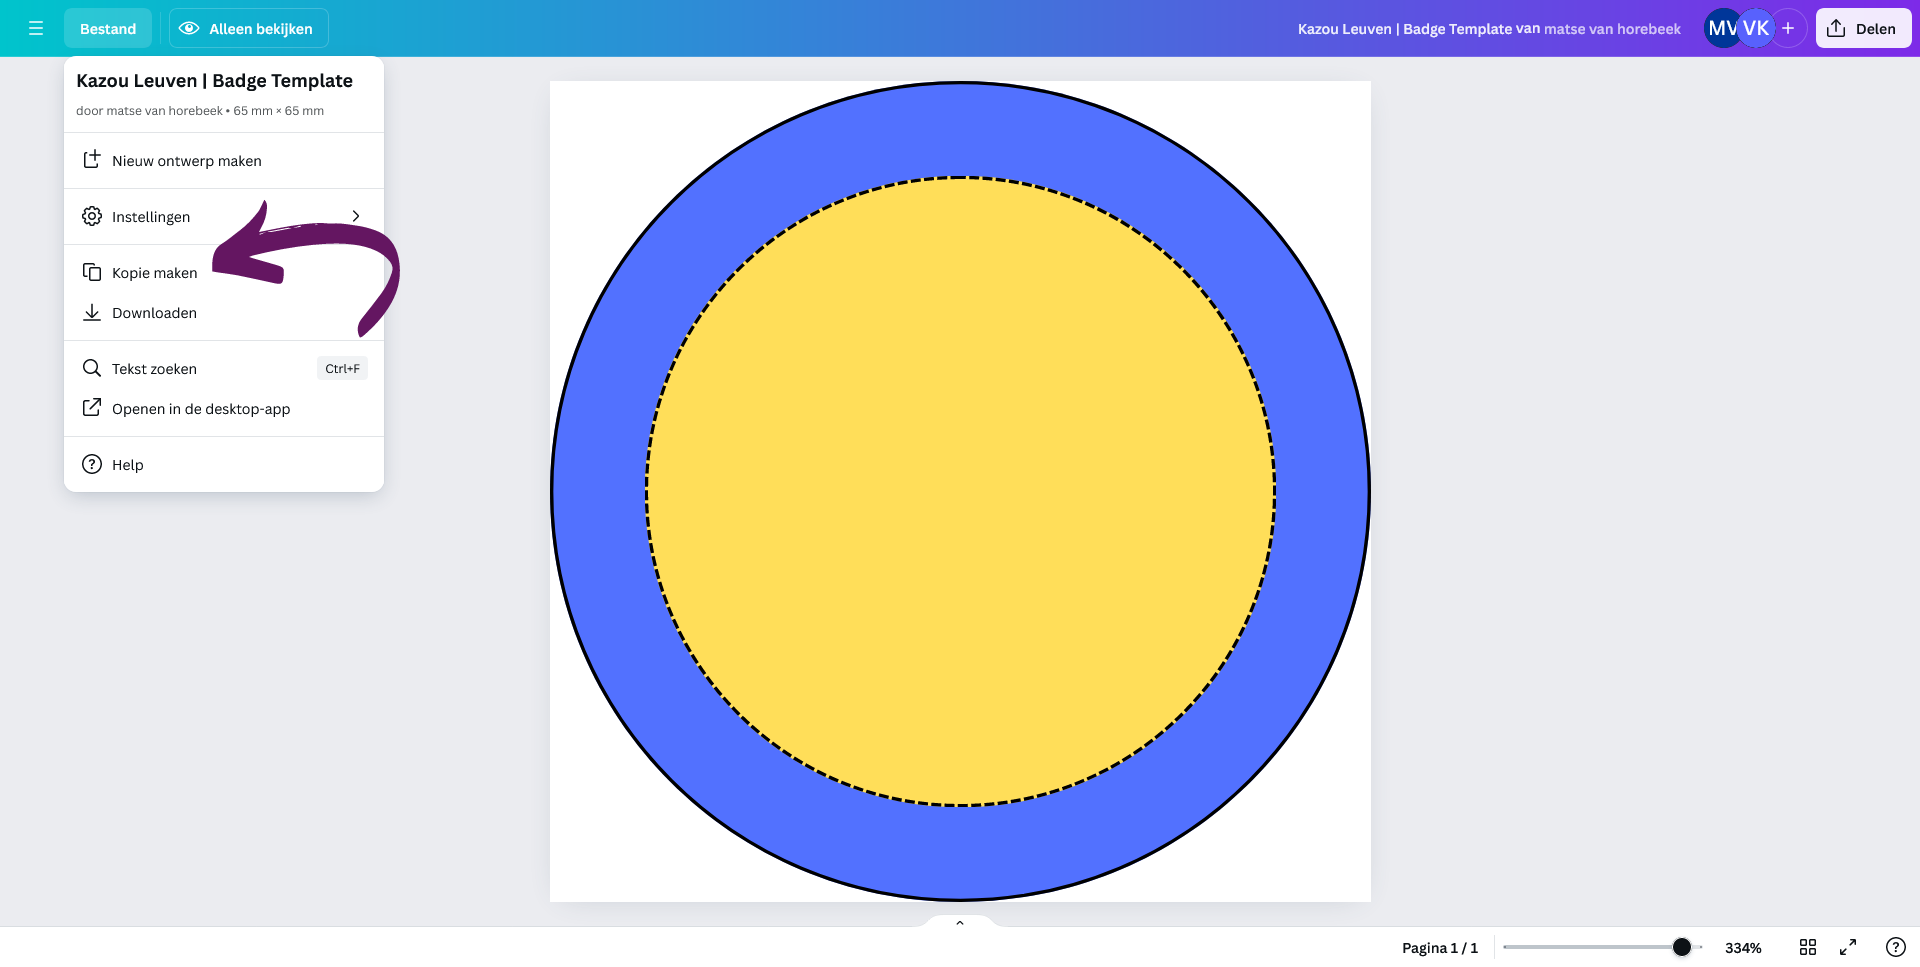 Bestand
Alleen bekijken
Kazou Leuven | Badge Template van matse van horebeek
MV
VK
Delen
Kazou Leuven | Badge Template
door matse van horebeek • 65 mm × 65 mm
Nieuw ontwerp maken
Instellingen
Kopie maken
Downloaden
Tekst zoeken Ctrl+F
Openen in de desktop-app
Help
Pagina 1 / 1
334%